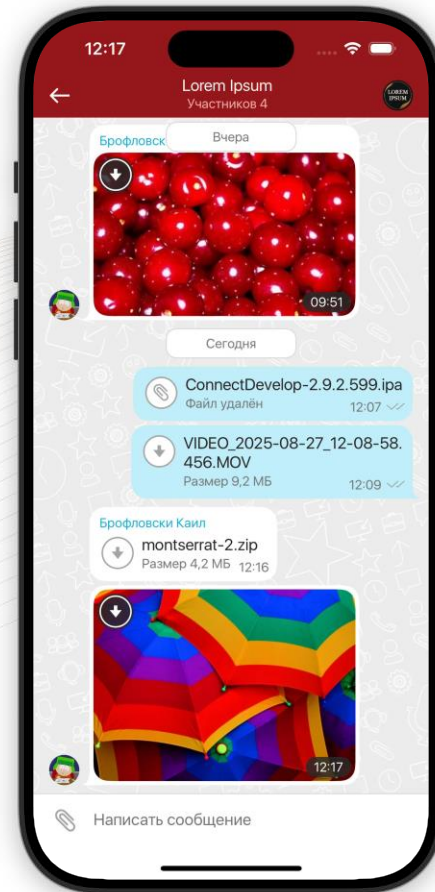 12:17
Lorem Ipsum
Участников 4
LOREM
IPSUM
Вчера
Брофловск
09:51
Сегодня
ConnectDevelop-2.9.2.599.ipa
Файл удалён
12:07
VIDEO_2025-08-27_12-08-58.
456.MOV
Размер 9,2 МБ
12:09
Брофловски Каил
montserrat-2.zip
Размер 4,2 МБ 12:16
12:17
Написать сообщение